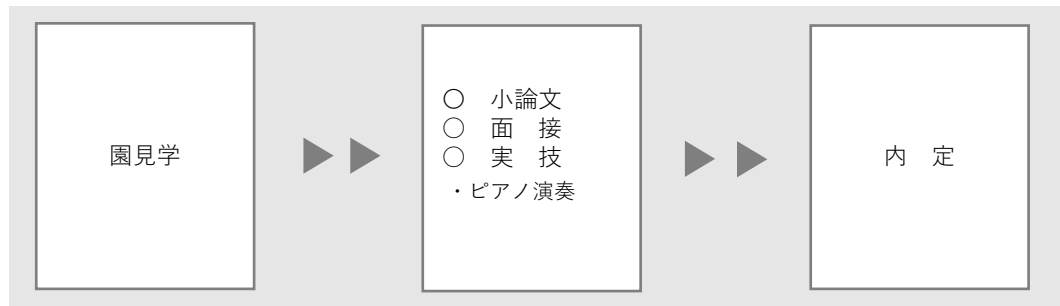 園見学
○　小論文
○　面　接
○　実　技
・ピアノ演奏
内　定